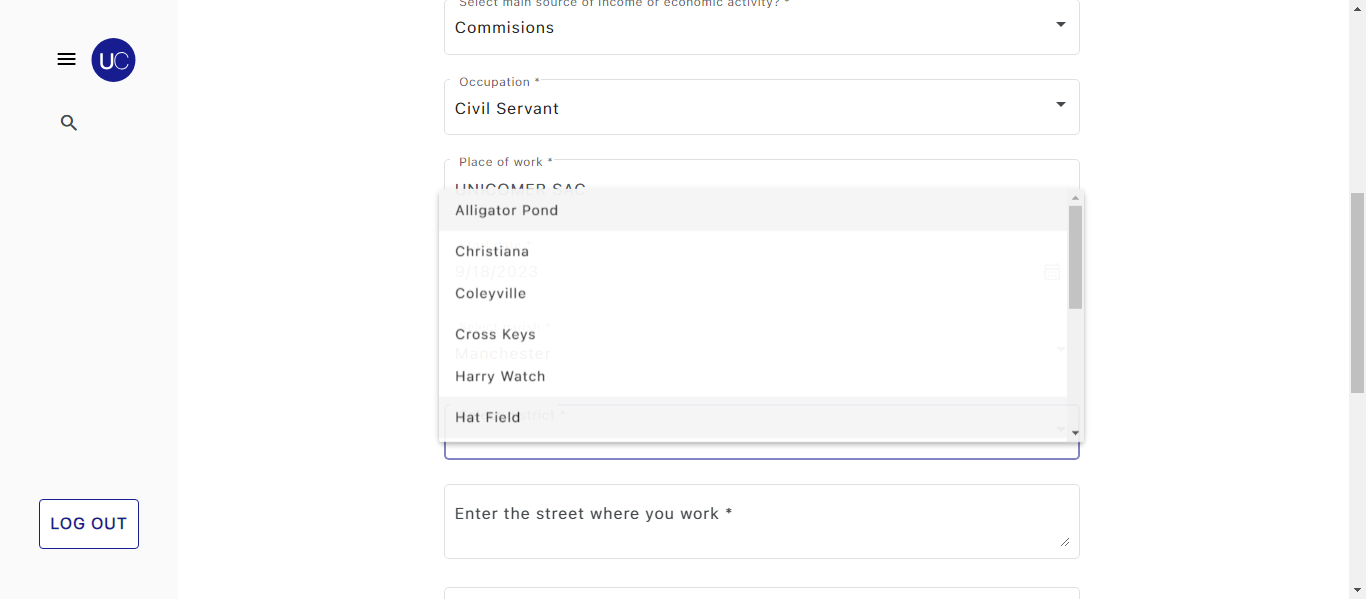 Select main source of income or economic activity? *
Commisions
UC
Occupation *
Civil Servant
Place of work *
UNICOMER SAC
Alligator Pond
Christiana
9/18/2023
Coleyville
Cross Keys
Manchester
Harry Watch
Hat Field
Enter the street where you work *
LOG OUT